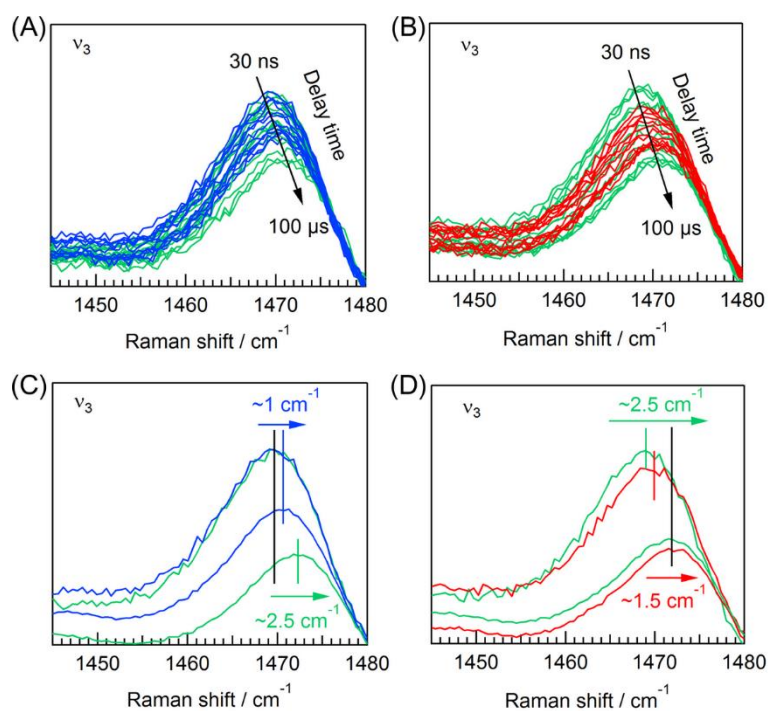 (A)
ν₃
30 ns
Delay time
100 μs
1450 1460 1470 1480
Raman shift / cm⁻¹
(B)
ν₃
30 ns
Delay time
100 μs
1450 1460 1470 1480
Raman shift / cm⁻¹
(C)
ν₃
~1 cm⁻¹
~2.5 cm⁻¹
1450 1460 1470 1480
Raman shift / cm⁻¹
(D)
ν₃
~2.5 cm⁻¹
~1.5 cm⁻¹
1450 1460 1470 1480
Raman shift / cm⁻¹